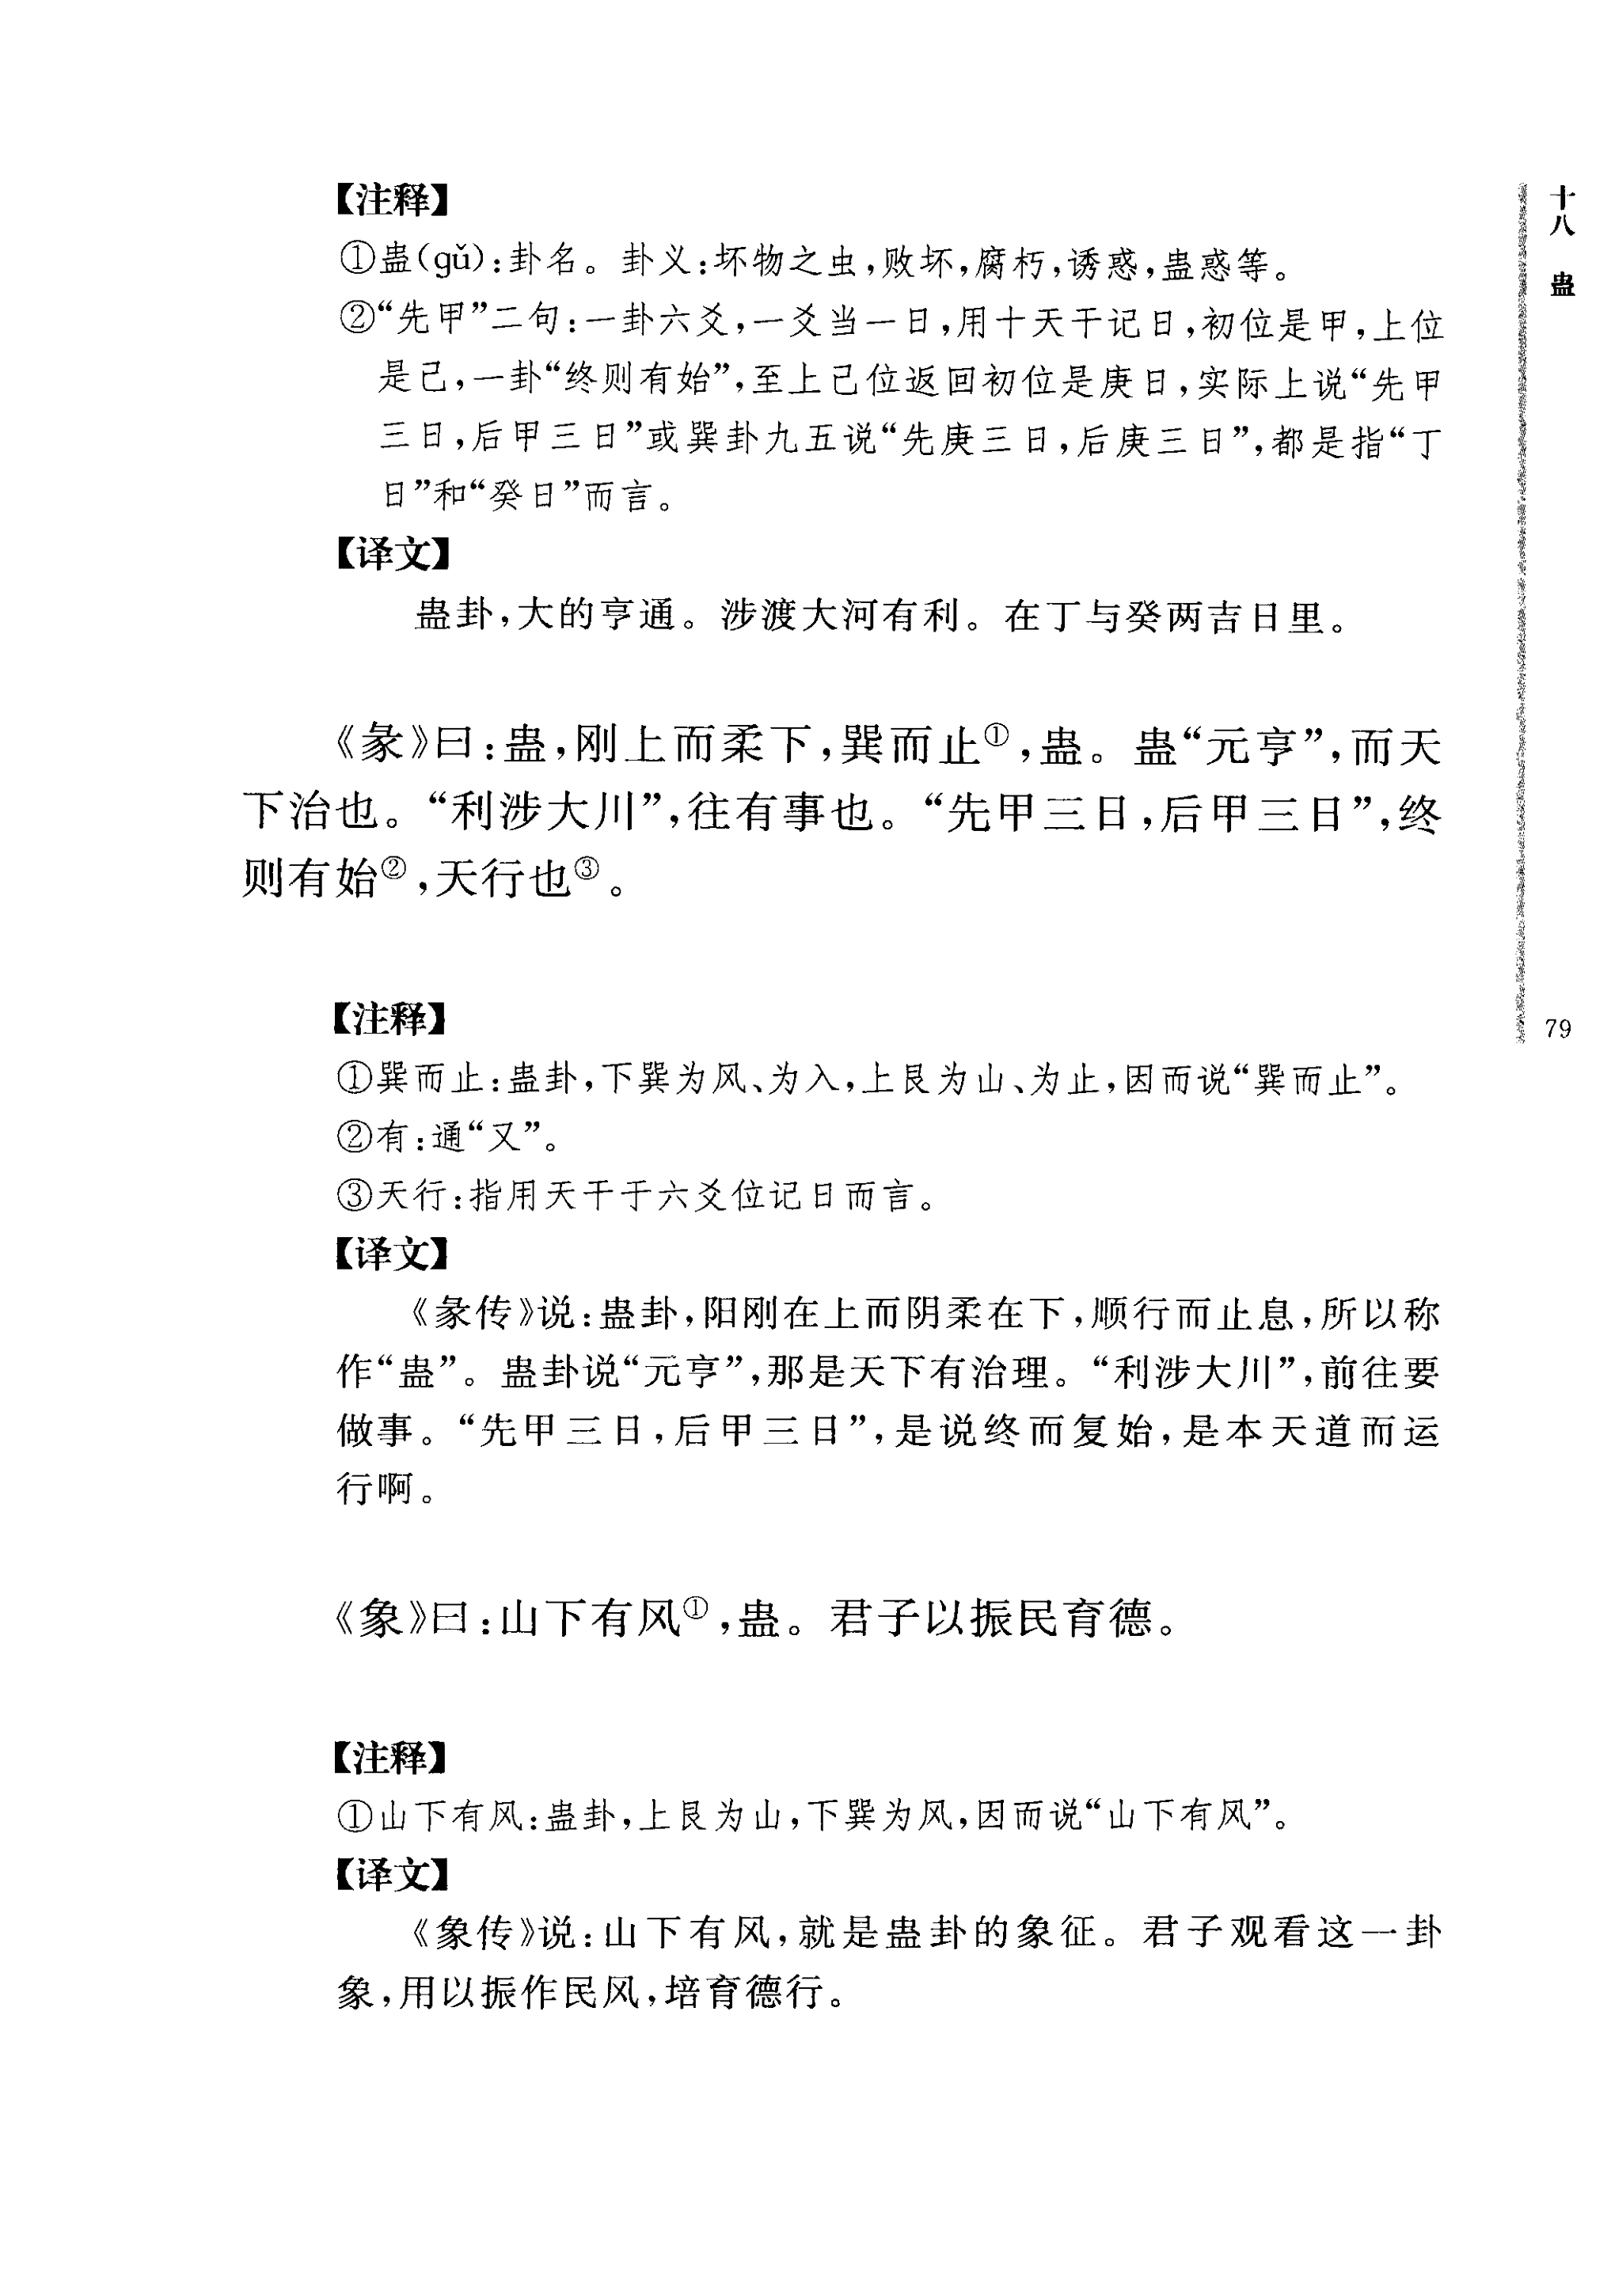 【注释】
①蛊(gǔ):卦名。卦义:坏物之虫,败坏,腐朽,诱惑,蛊惑等。
②“先甲”二句:一卦六爻,一爻当一日,用十天干记日,初位是甲,上位
是己,一卦“终则有始”,至上己位返回初位是庚日,实际上说“先甲
三日,后甲三日”或巽卦九五说“先庚三日,后庚三日”,都是指“丁
日”和“癸日”而言。
【译文】
蛊卦,大的亨通。涉渡大河有利。在丁与癸两吉日里。
《彖》曰:蛊,刚上而柔下,巽而止①,蛊。蛊“元亨”,而天
下治也。“利涉大川”,往有事也。“先甲三日,后甲三日”,终
则有始②,天行也③。
【注释】
①巽而止:蛊卦,下巽为风、为入,上艮为山、为止,因而说“巽而止”。
②有:通“又”。
③天行:指用天干于六爻位记日而言。
【译文】
《彖传》说:蛊卦,阳刚在上而阴柔在下,顺行而止息,所以称
作“蛊”。蛊卦说“元亨”,那是天下有治理。“利涉大川”,前往要
做事。“先甲三日,后甲三日”,是说终而复始,是本天道而运
行啊。
《象》曰:山下有风①,蛊。君子以振民育德。
【注释】
①山下有风:蛊卦,上艮为山,下巽为风,因而说“山下有风”。
【译文】
《象传》说:山下有风,就是蛊卦的象征。君子观看这一卦
象,用以振作民风,培育德行。
十八 蛊
79